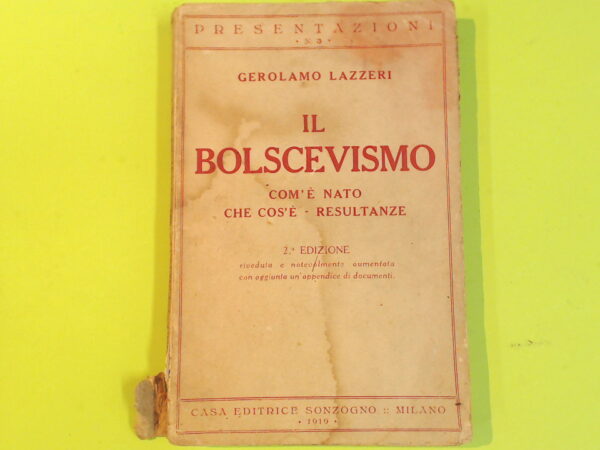 PRESENTAZIONI
· N. 3 ·
GEROLAMO LAZZERI
IL
BOLSCEVISMO
COM'È NATO
CHE COS'È - RESULTANZE
2.ª EDIZIONE
riveduta e notevolmente aumentata
con aggiunta un'appendice di documenti.
CASA EDITRICE SONZOGNO :: MILANO
· 1919 ·